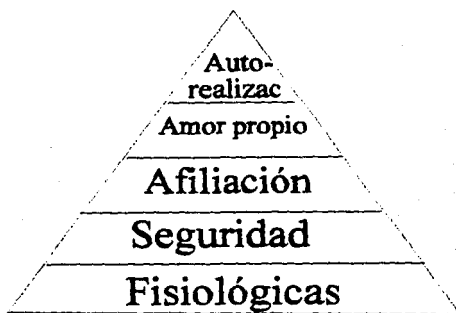 Auto-
realizac
Amor propio
Afiliación
Seguridad
Fisiológicas